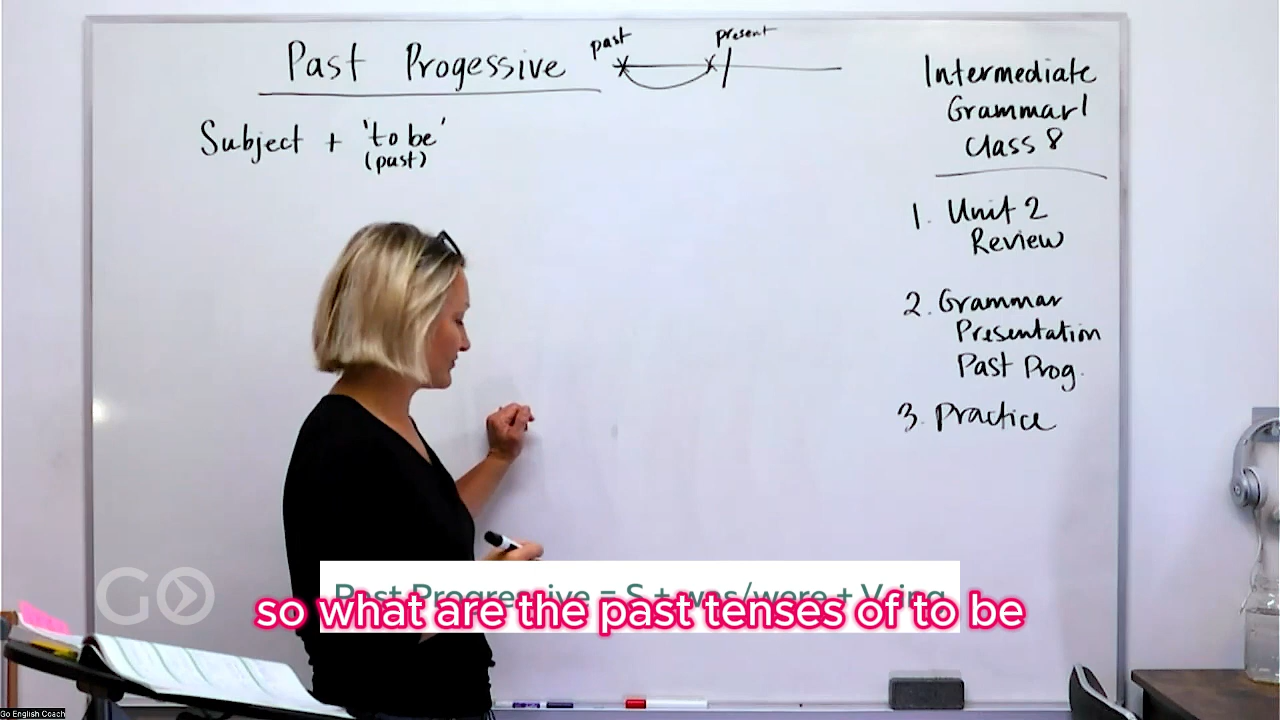 Past Progessive
past
present
Subject + 'to be'
(past)
Intermediate
Grammar 1
Class 8
1. Unit 2
Review
2. Grammar
Presentation
Past Prog.
3. Practice
GO
Past Progressive = S + was/were + V-ing
so what are the past tenses of to be
Go English Coach